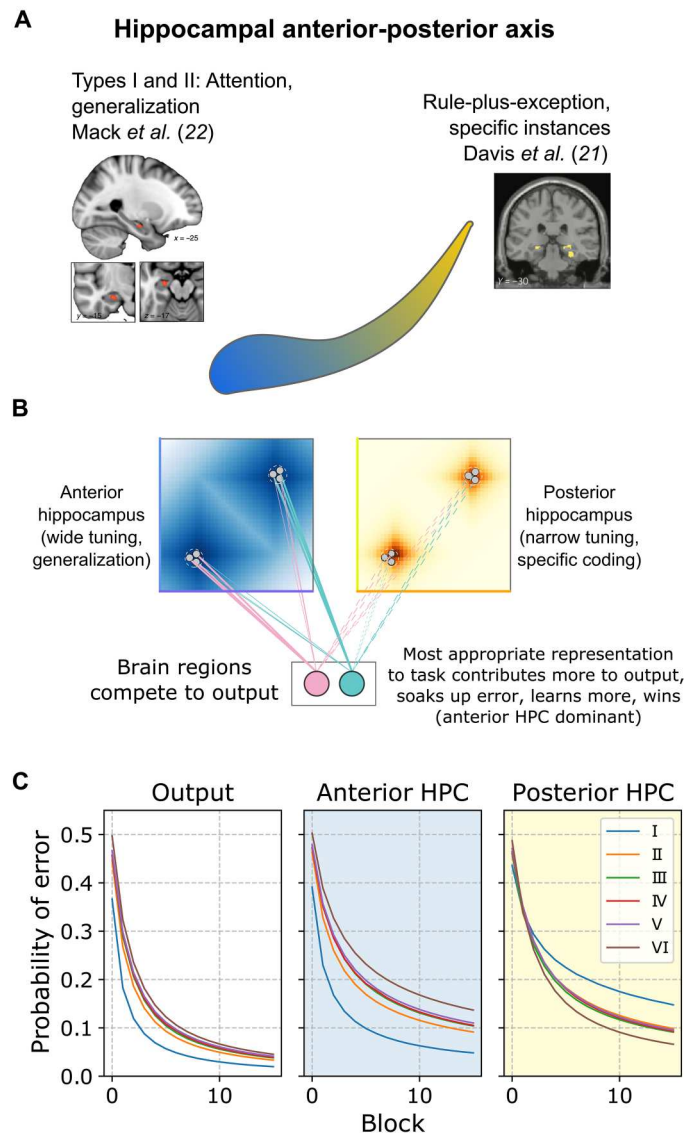 A
Hippocampal anterior-posterior axis
Types I and II: Attention,
generalization
Mack et al. (22)
Rule-plus-exception,
specific instances
Davis et al. (21)
x = −25
y = −15
z = −17
Y = −30
B
Anterior
hippocampus
(wide tuning,
generalization)
Posterior
hippocampus
(narrow tuning,
specific coding)
Brain regions
compete to output
Most appropriate representation
to task contributes more to output,
soaks up error, learns more, wins
(anterior HPC dominant)
C
Output
Anterior HPC
Posterior HPC
Probability of error
0.5
0.4
0.3
0.2
0.1
0.0
I
II
III
IV
V
VI
0
10
0
10
0
10
Block